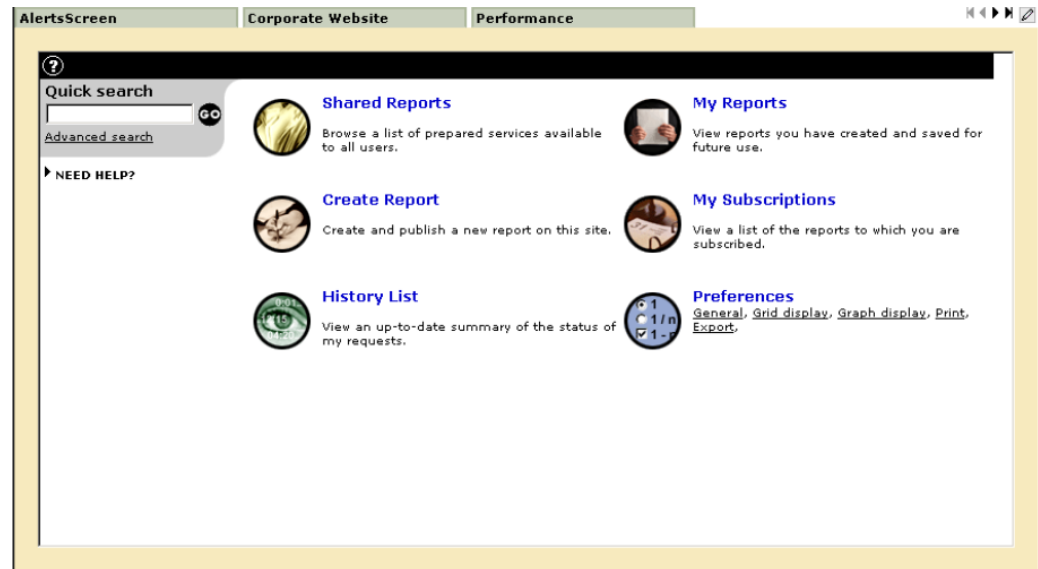 AlertsScreen
Corporate Website
Performance
?
Quick search
GO
Advanced search
NEED HELP?
Shared Reports
Browse a list of prepared services available
to all users.
My Reports
View reports you have created and saved for
future use.
Create Report
Create and publish a new report on this site.
My Subscriptions
View a list of the reports to which you are
subscribed.
History List
View an up-to-date summary of the status of
my requests.
Preferences
General, Grid display, Graph display, Print,
Export,
1
1/n
1-